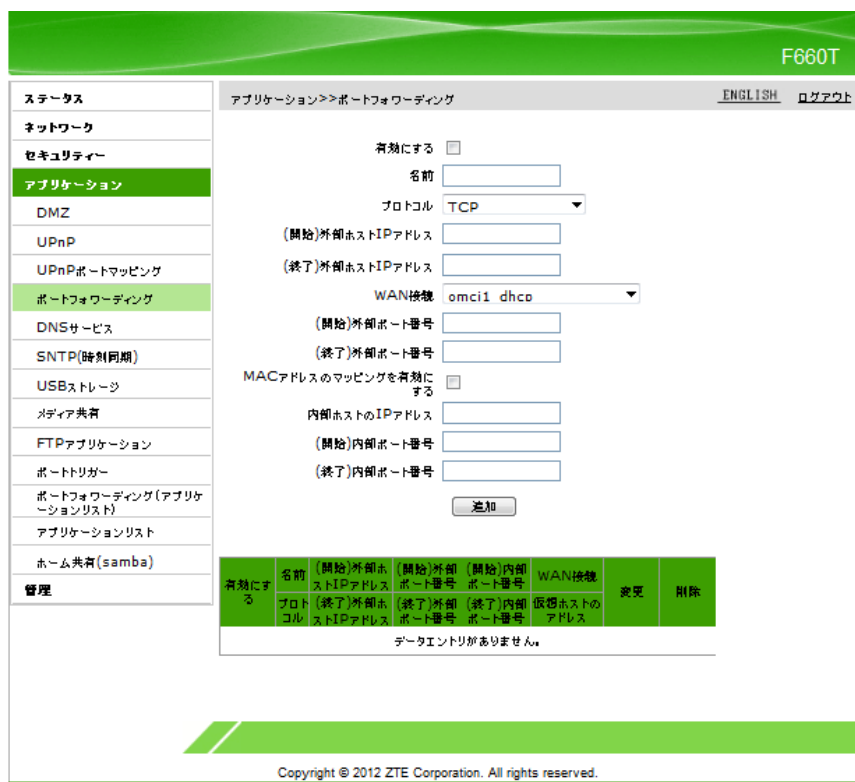 F660T
ステータス
ネットワーク
セキュリティー
アプリケーション
DMZ
UPnP
UPnPポートマッピング
ポートフォワーディング
DNSサービス
SNTP(時刻同期)
USBストレージ
メディア共有
FTPアプリケーション
ポートトリガー
ポートフォワーディング(アプリケ
ーションリスト)
アプリケーションリスト
ホーム共有(samba)
管理
アプリケーション>>ポートフォワーディング
ENGLISH ログアウト
有効にする
名前
プロトコル TCP
(開始)外部ホストIPアドレス
(終了)外部ホストIPアドレス
WAN接続 omci1_dhcp
(開始)外部ポート番号
(終了)外部ポート番号
MACアドレスのマッピングを有効に
する
内部ホストのIPアドレス
(開始)内部ポート番号
(終了)内部ポート番号
追加
有効にす
る
名前
(開始)外部ホ
ストIPアドレス
(開始)外部
ポート番号
(開始)内部
ポート番号
WAN接続
変更
削除
プロト
コル
(終了)外部ホ
ストIPアドレス
(終了)外部
ポート番号
(終了)内部
ポート番号
仮想ホストの
アドレス
データエントリがありません。
Copyright © 2012 ZTE Corporation. All rights reserved.